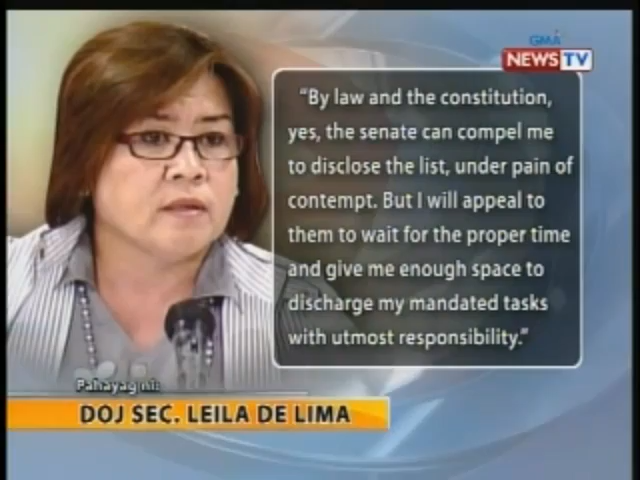 GMA
NEWS TV
“By law and the constitution,
yes, the senate can compel me
to disclose the list, under pain of
contempt. But I will appeal to
them to wait for the proper time
and give me enough space to
discharge my mandated tasks
with utmost responsibility.”
Pahayag ni:
DOJ SEC. LEILA DE LIMA